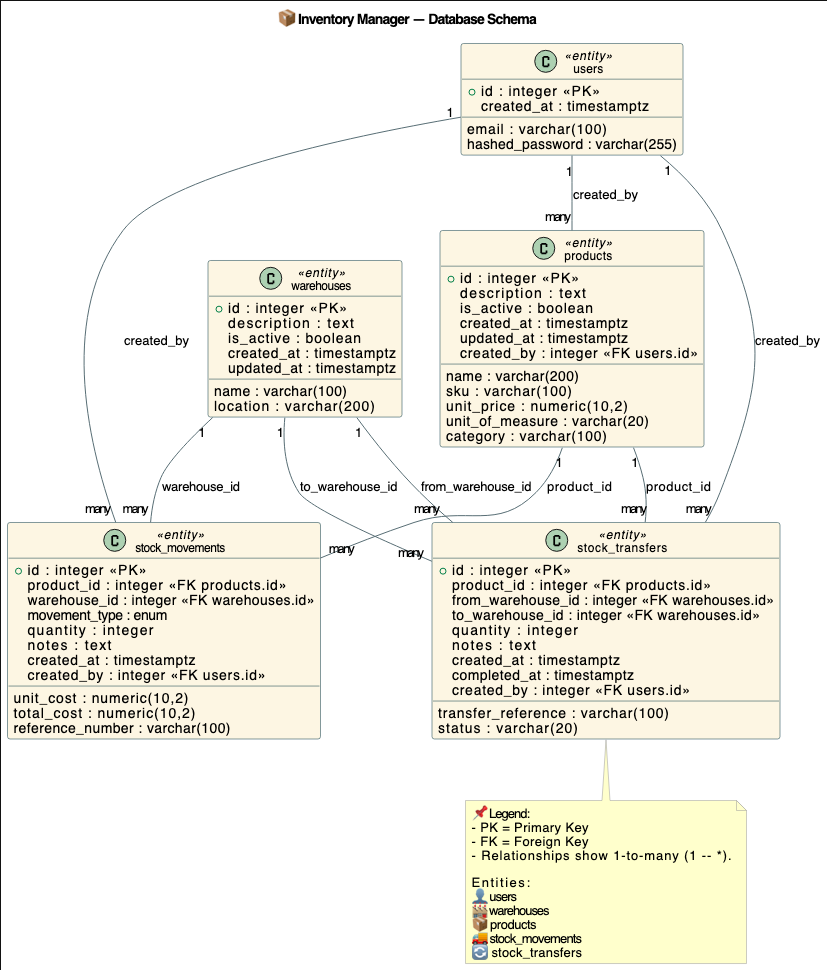 📦 Inventory Manager — Database Schema
C
«entity»
users
id : integer «PK»
created_at : timestamptz
email : varchar(100)
hashed_password : varchar(255)
1
1
1
created_by
many
created_by
created_by
C
«entity»
warehouses
id : integer «PK»
description : text
is_active : boolean
created_at : timestamptz
updated_at : timestamptz
name : varchar(100)
location : varchar(200)
C
«entity»
products
id : integer «PK»
description : text
is_active : boolean
created_at : timestamptz
updated_at : timestamptz
created_by : integer «FK users.id»
name : varchar(200)
sku : varchar(100)
unit_price : numeric(10,2)
unit_of_measure : varchar(20)
category : varchar(100)
1
1
1
1
1
warehouse_id
to_warehouse_id
from_warehouse_id
product_id
product_id
many
many
many
many
many
many
many
C
«entity»
stock_movements
id : integer «PK»
product_id : integer «FK products.id»
warehouse_id : integer «FK warehouses.id»
movement_type : enum
quantity : integer
notes : text
created_at : timestamptz
created_by : integer «FK users.id»
unit_cost : numeric(10,2)
total_cost : numeric(10,2)
reference_number : varchar(100)
C
«entity»
stock_transfers
id : integer «PK»
product_id : integer «FK products.id»
from_warehouse_id : integer «FK warehouses.id»
to_warehouse_id : integer «FK warehouses.id»
quantity : integer
notes : text
created_at : timestamptz
completed_at : timestamptz
created_by : integer «FK users.id»
transfer_reference : varchar(100)
status : varchar(20)
📌 Legend:
- PK = Primary Key
- FK = Foreign Key
- Relationships show 1-to-many (1 -- *).
Entities:
👤 users
🏭 warehouses
📦 products
🚚 stock_movements
🔄 stock_transfers